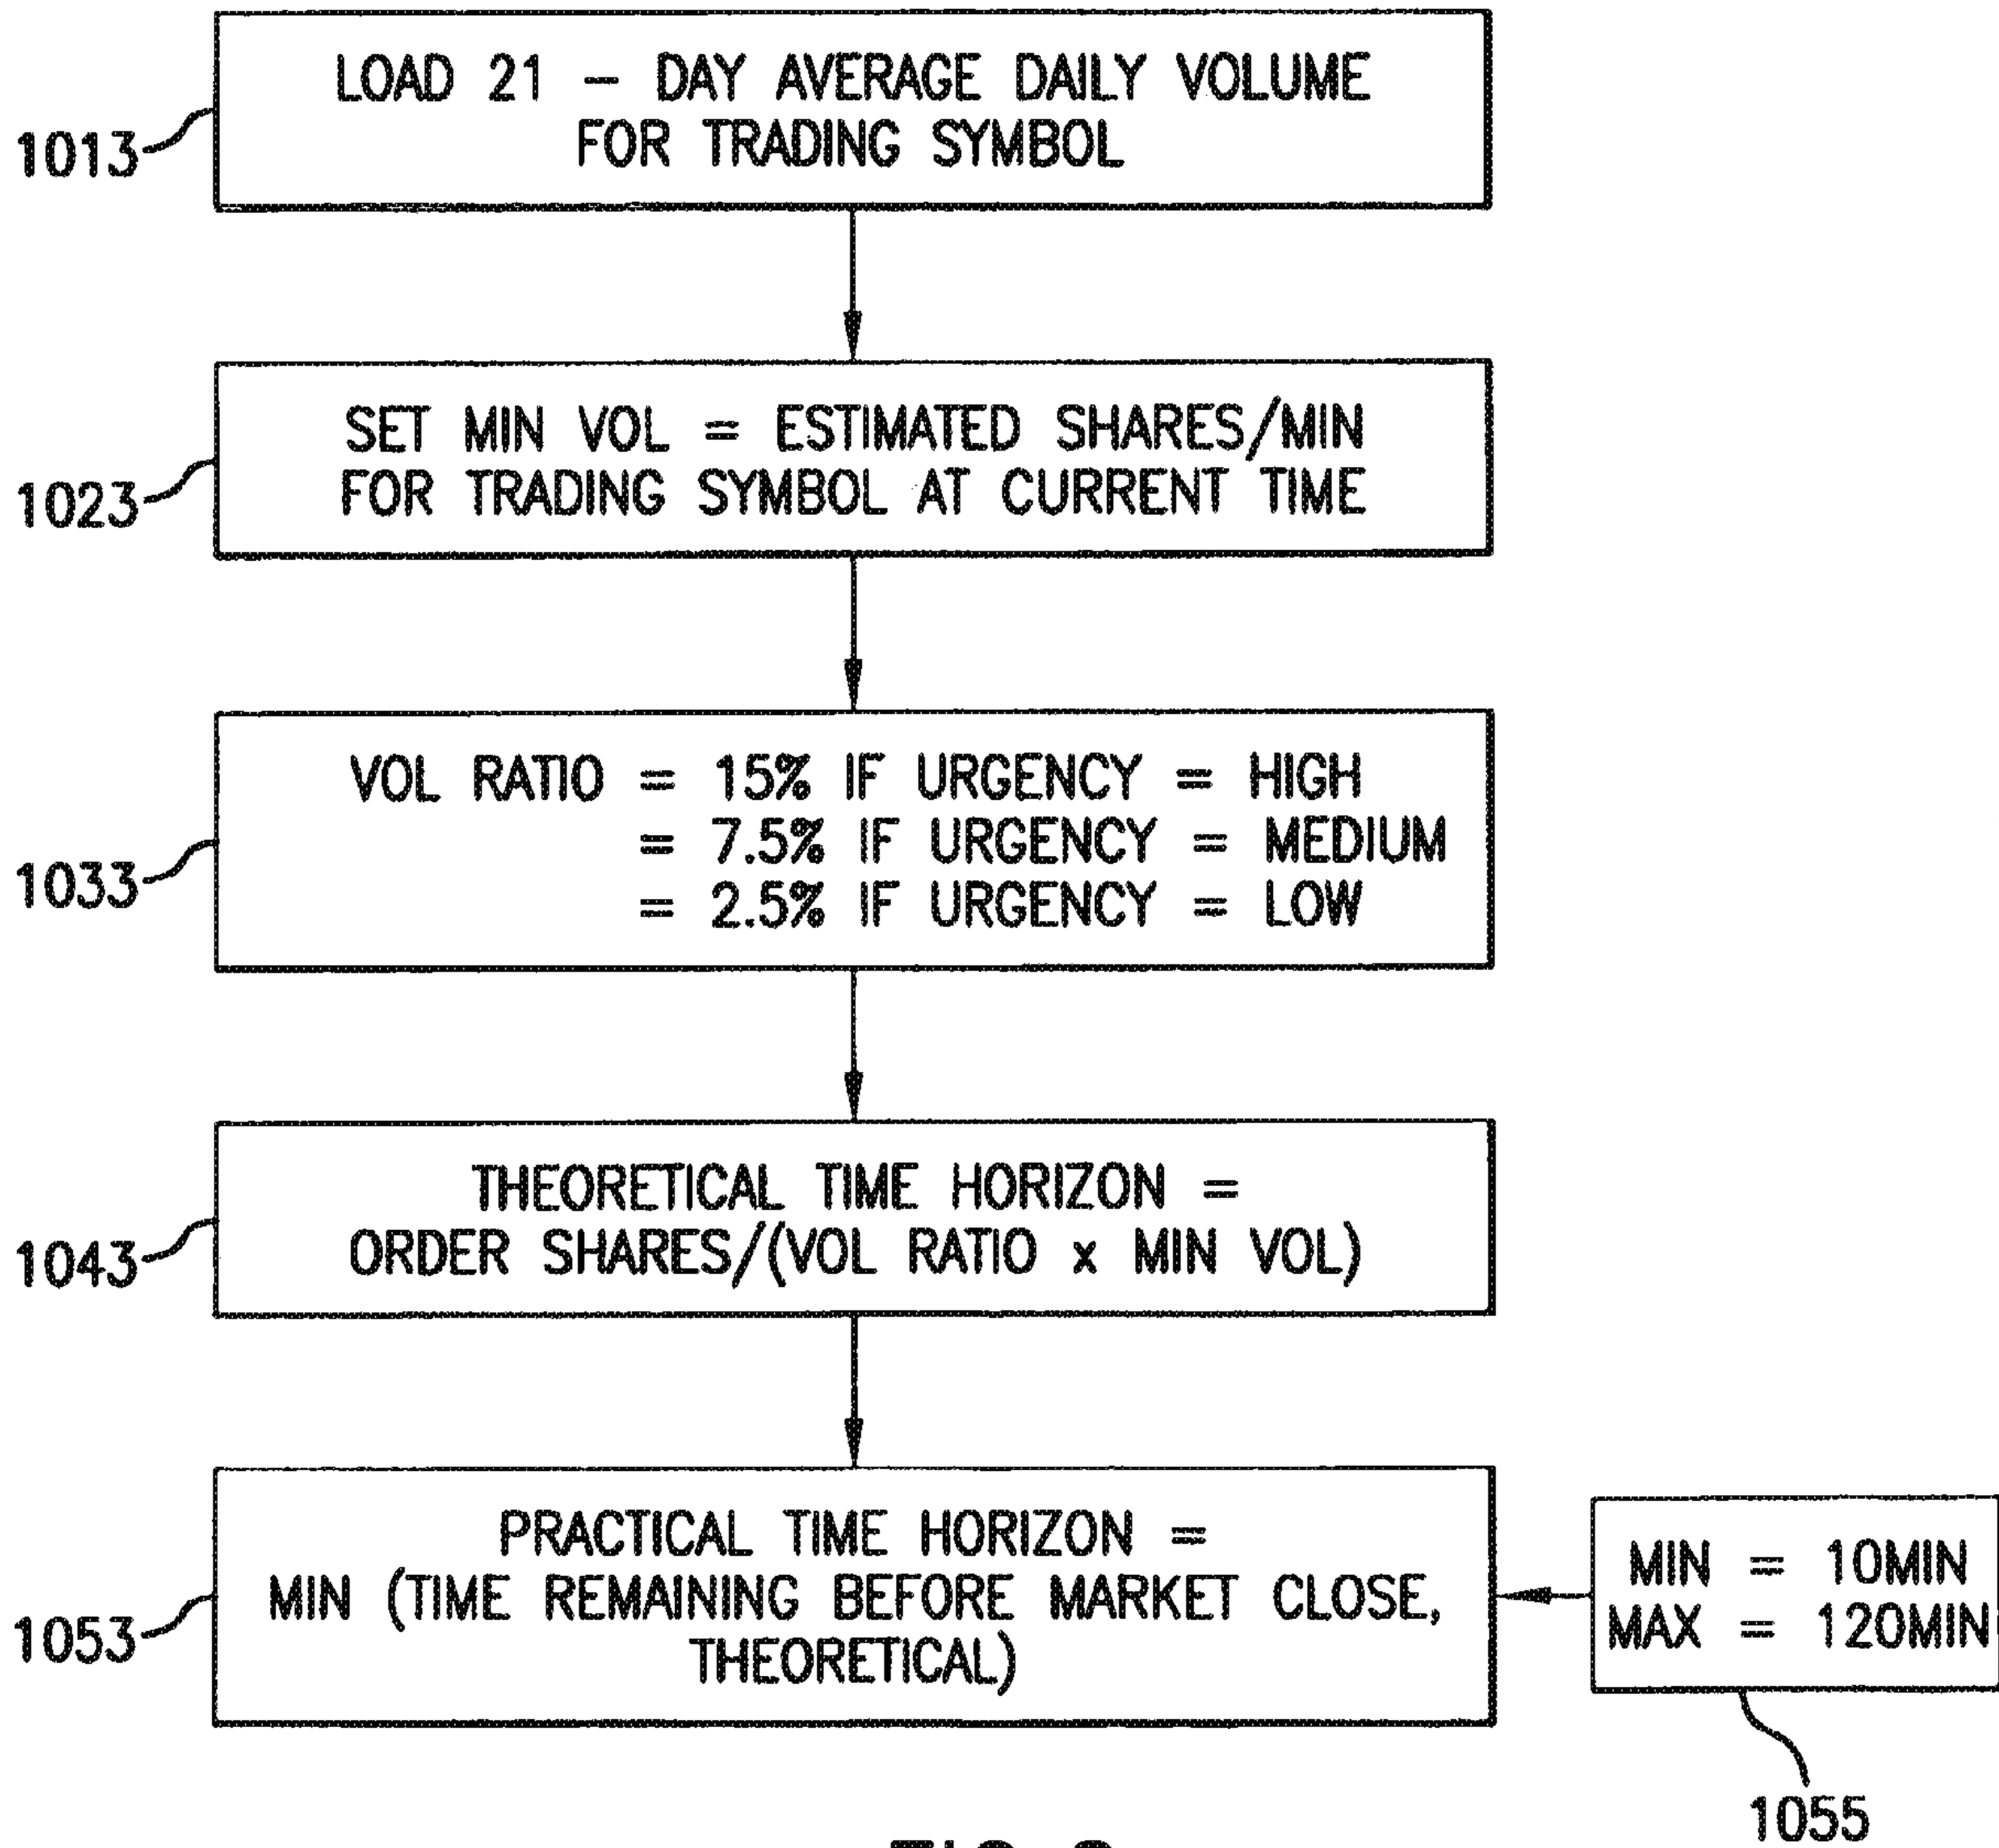 LOAD 21 – DAY AVERAGE DAILY VOLUME
FOR TRADING SYMBOL
1013
SET MIN VOL = ESTIMATED SHARES/MIN
FOR TRADING SYMBOL AT CURRENT TIME
1023
VOL RATIO = 15% IF URGENCY = HIGH
= 7.5% IF URGENCY = MEDIUM
= 2.5% IF URGENCY = LOW
1033
THEORETICAL TIME HORIZON =
ORDER SHARES/(VOL RATIO x MIN VOL)
1043
PRACTICAL TIME HORIZON =
MIN (TIME REMAINING BEFORE MARKET CLOSE,
THEORETICAL)
1053
MIN = 10MIN
MAX = 120MIN
1055